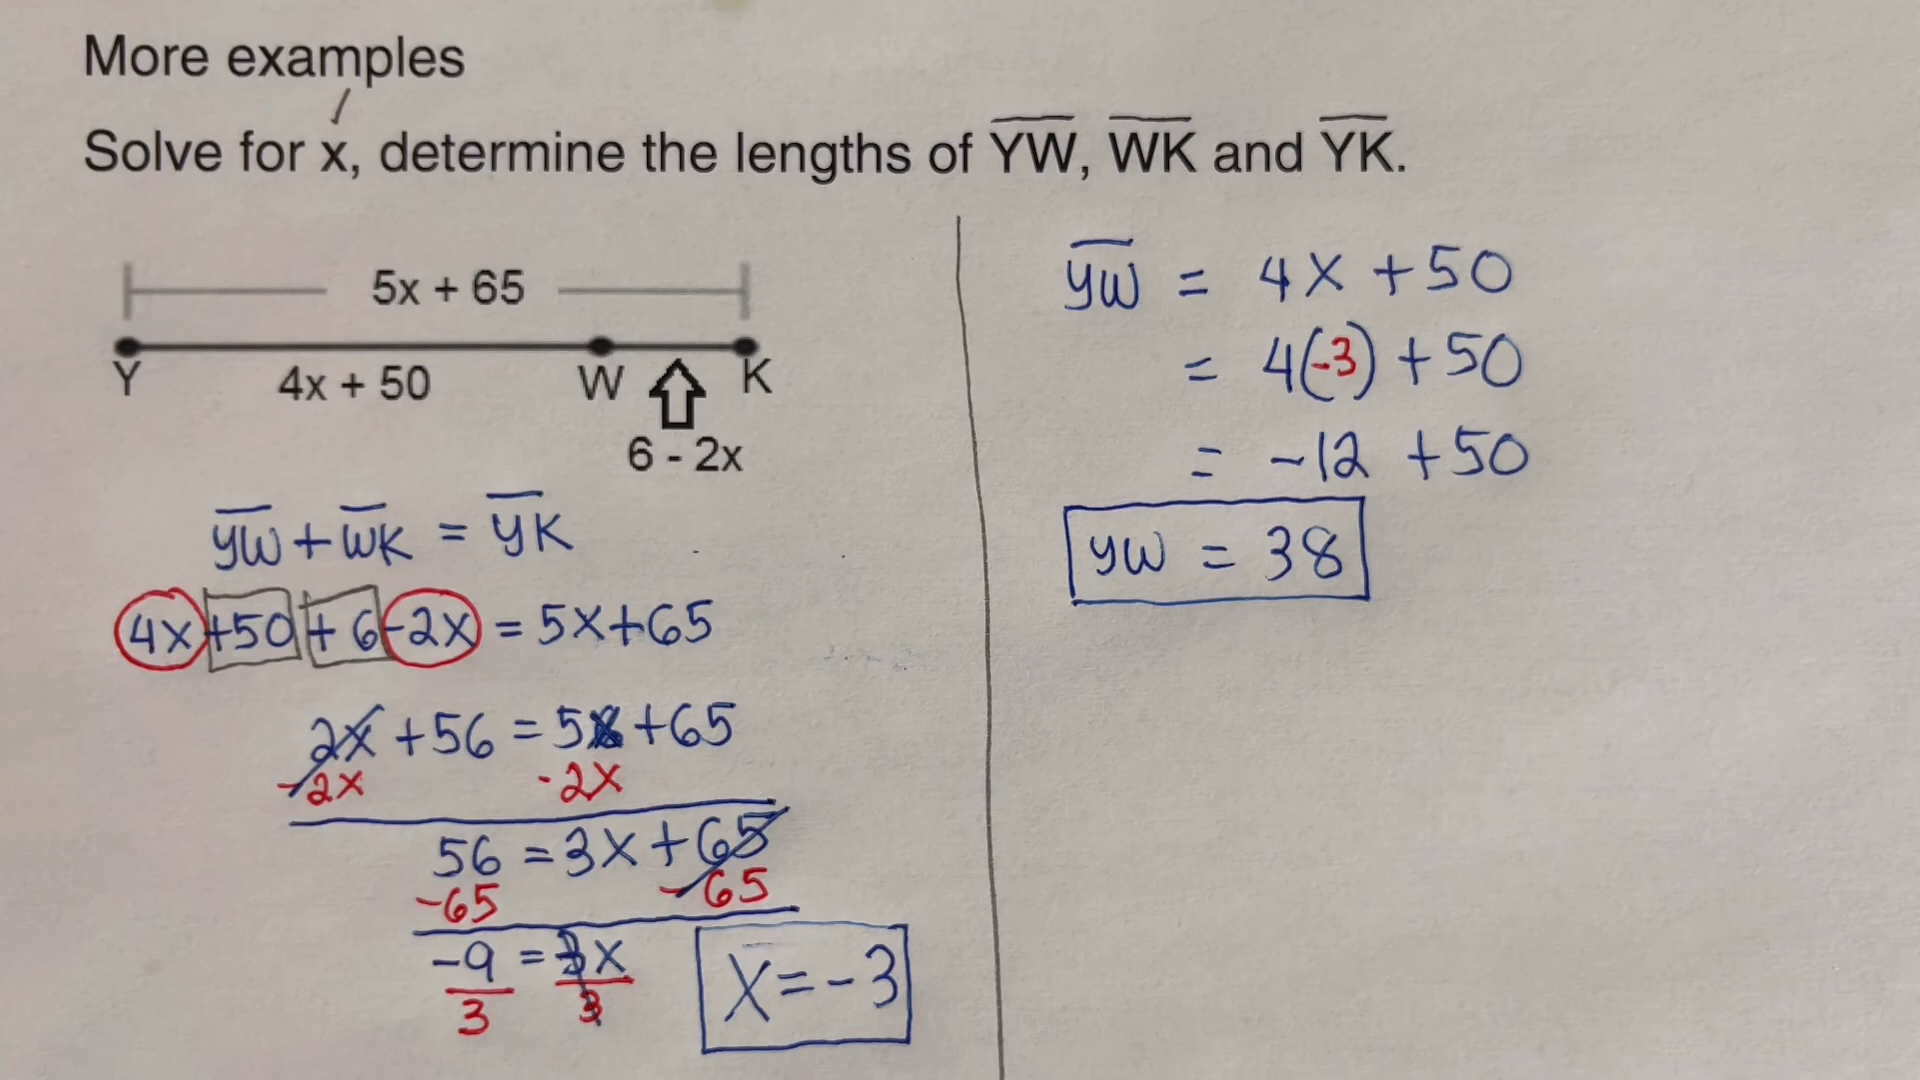 More examples
Solve for x, determine the lengths of YW, WK and YK.
5x + 65
Y 4x + 50 W K
6 - 2x
YW + WK = YK
4x +50 + 6 -2x = 5x+65
2x +56 = 5x +65
-2x -2x
56 = 3x + 65
-65 - 65
-9 = 3x
3 3
x = -3
YW = 4x + 50
= 4(-3) + 50
= -12 + 50
YW = 38